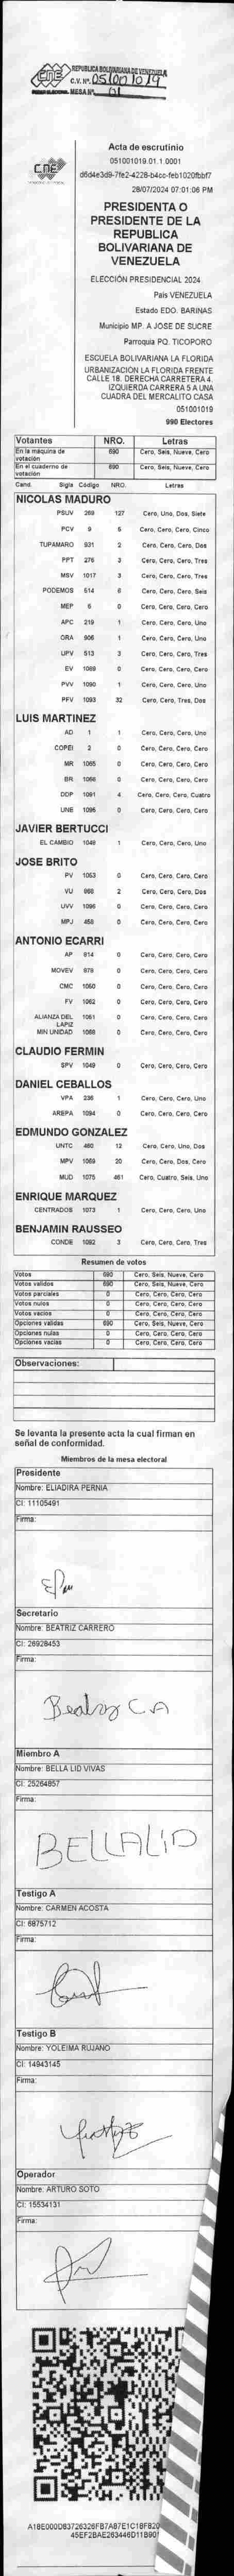 CNE REPUBLICA BOLIVARIANA DE VENEZUELA
C.V. Nº. 051001019
MESA Nº 01
CNE
Acta de escrutinio
051001019.01.1.0001
d6d4e3d9-7fe2-4228-b4cc-feb1020fbbf7
28/07/2024 07:01:06 PM
PRESIDENTA O
PRESIDENTE DE LA
REPUBLICA
BOLIVARIANA DE
VENEZUELA
ELECCIÓN PRESIDENCIAL 2024
País VENEZUELA
Estado EDO. BARINAS
Municipio MP. A JOSE DE SUCRE
Parroquia PQ. TICOPORO
ESCUELA BOLIVARIANA LA FLORIDA
URBANIZACIÓN LA FLORIDA FRENTE
CALLE 18. DERECHA CARRETERA 4.
IZQUIERDA CARRERA 5 A UNA
CUADRA DEL MERCALITO CASA
051001019
990 Electores
Votantes NRO. Letras
En la máquina de votación 690 Cero, Seis, Nueve, Cero
En el cuaderno de votación 690 Cero, Seis, Nueve, Cero
Cand. Sigla Código NRO. Letras
NICOLAS MADURO
PSUV 269 127 Cero, Uno, Dos, Siete
PCV 9 5 Cero, Cero, Cero, Cinco
TUPAMARO 931 2 Cero, Cero, Cero, Dos
PPT 276 3 Cero, Cero, Cero, Tres
MSV 1017 3 Cero, Cero, Cero, Tres
PODEMOS 514 6 Cero, Cero, Cero, Seis
MEP 6 0 Cero, Cero, Cero, Cero
APC 219 1 Cero, Cero, Cero, Uno
ORA 906 1 Cero, Cero, Cero, Uno
UPV 513 3 Cero, Cero, Cero, Tres
EV 1069 0 Cero, Cero, Cero, Cero
PVV 1090 1 Cero, Cero, Cero, Uno
PFV 1093 32 Cero, Cero, Tres, Dos
LUIS MARTINEZ
AD 1 1 Cero, Cero, Cero, Uno
COPEI 2 0 Cero, Cero, Cero, Cero
MR 1065 0 Cero, Cero, Cero, Cero
BR 1066 0 Cero, Cero, Cero, Cero
DDP 1091 4 Cero, Cero, Cero, Cuatro
UNE 1095 0 Cero, Cero, Cero, Cero
JAVIER BERTUCCI
EL CAMBIO 1048 1 Cero, Cero, Cero, Uno
JOSE BRITO
PV 1053 0 Cero, Cero, Cero, Cero
VU 968 2 Cero, Cero, Cero, Dos
UVV 1096 0 Cero, Cero, Cero, Cero
MPJ 458 0 Cero, Cero, Cero, Cero
ANTONIO ECARRI
AP 814 0 Cero, Cero, Cero, Cero
MOVEV 879 0 Cero, Cero, Cero, Cero
CMC 1050 0 Cero, Cero, Cero, Cero
FV 1062 0 Cero, Cero, Cero, Cero
ALIANZA DEL LAPIZ 1061 0 Cero, Cero, Cero, Cero
MIN UNIDAD 1088 0 Cero, Cero, Cero, Cero
CLAUDIO FERMIN
SPV 1049 0 Cero, Cero, Cero, Cero
DANIEL CEBALLOS
VPA 236 1 Cero, Cero, Cero, Uno
AREPA 1094 0 Cero, Cero, Cero, Cero
EDMUNDO GONZALEZ
UNTC 460 12 Cero, Cero, Uno, Dos
MPV 1069 20 Cero, Cero, Dos, Cero
MUD 1075 461 Cero, Cuatro, Seis, Uno
ENRIQUE MARQUEZ
CENTRADOS 1073 1 Cero, Cero, Cero, Uno
BENJAMIN RAUSSEO
CONDE 1092 3 Cero, Cero, Cero, Tres
Resumen de votos
Votos 690 Cero, Seis, Nueve, Cero
Votos validos 690 Cero, Seis, Nueve, Cero
Votos parciales 0 Cero, Cero, Cero, Cero
Votos nulos 0 Cero, Cero, Cero, Cero
Votos vacios 0 Cero, Cero, Cero, Cero
Opciones validas 690 Cero, Seis, Nueve, Cero
Opciones nulas 0 Cero, Cero, Cero, Cero
Opciones vacias 0 Cero, Cero, Cero, Cero
Observaciones:
Se levanta la presente acta la cual firman en
señal de conformidad.
Miembros de la mesa electoral
Presidente
Nombre: ELIADIRA PERNIA
CI: 11105491
Firma:
Secretario
Nombre: BEATRIZ CARRERO
CI: 26928453
Firma:
Beatriz C A
Miembro A
Nombre: BELLA LID VIVAS
CI: 25264857
Firma:
BELLALID
Testigo A
Nombre: CARMEN ACOSTA
CI: 6875712
Firma:
Testigo B
Nombre: YOLEIMA RUJANO
CI: 14943145
Firma:
Operador
Nombre: ARTURO SOTO
CI: 15534131
Firma:
A18E000D83726326FB7A87E1C18F820
45EF2BAE263446D11B90